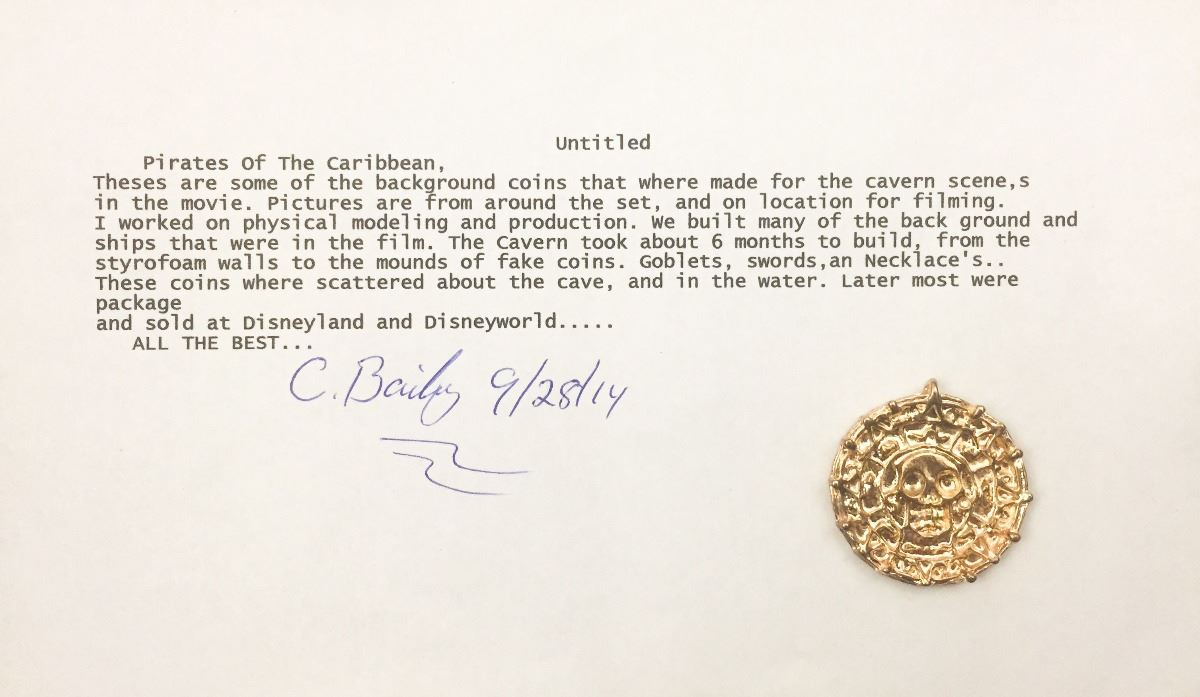 Untitled
Pirates Of The Caribbean,
Theses are some of the background coins that where made for the cavern scene,s
in the movie. Pictures are from around the set, and on location for filming.
I worked on physical modeling and production. We built many of the back ground and
ships that were in the film. The Cavern took about 6 months to build, from the
styrofoam walls to the mounds of fake coins. Goblets, swords,an Necklace's..
These coins where scattered about the cave, and in the water. Later most were
package
and sold at Disneyland and Disneyworld.....
ALL THE BEST...
C. Bailey 9/28/14